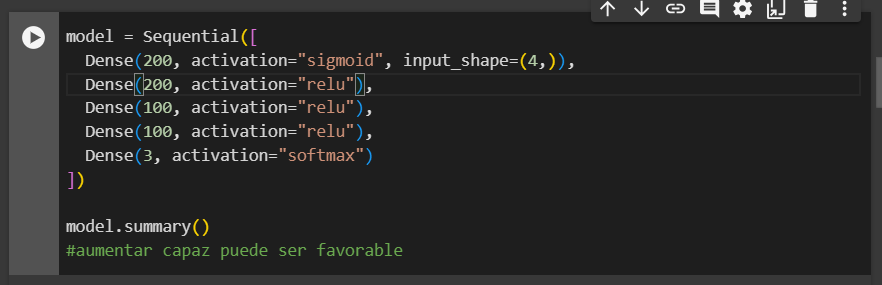 model = Sequential([
  Dense(200, activation="sigmoid", input_shape=(4,)),
  Dense(200, activation="relu"),
  Dense(100, activation="relu"),
  Dense(100, activation="relu"),
  Dense(3, activation="softmax")
])

model.summary()
#aumentar capaz puede ser favorable